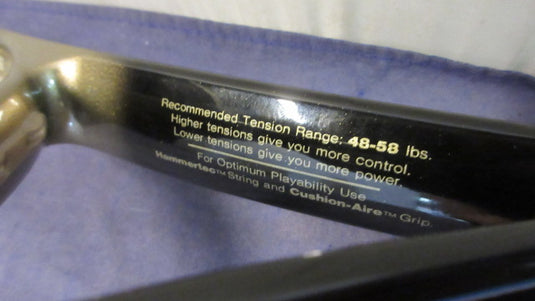 Recommended Tension Range: 48-58 lbs.
Higher tensions give you more control.
Lower tensions give you more power.
For Optimum Playability Use
Hammertec™ String and Cushion-Aire™ Grip.